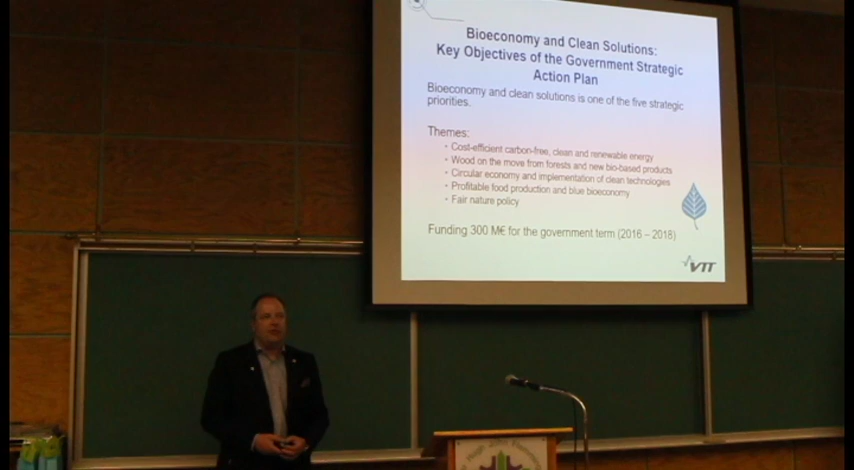 Bioeconomy and Clean Solutions:
Key Objectives of the Government Strategic
Action Plan
Bioeconomy and clean solutions is one of the five strategic
priorities.
Themes:
• Cost-efficient carbon-free, clean and renewable energy
• Wood on the move from forests and new bio-based products
• Circular economy and implementation of clean technologies
• Profitable food production and blue bioeconomy
• Fair nature policy
Funding 300 M€ for the government term (2016 – 2018)
VTT